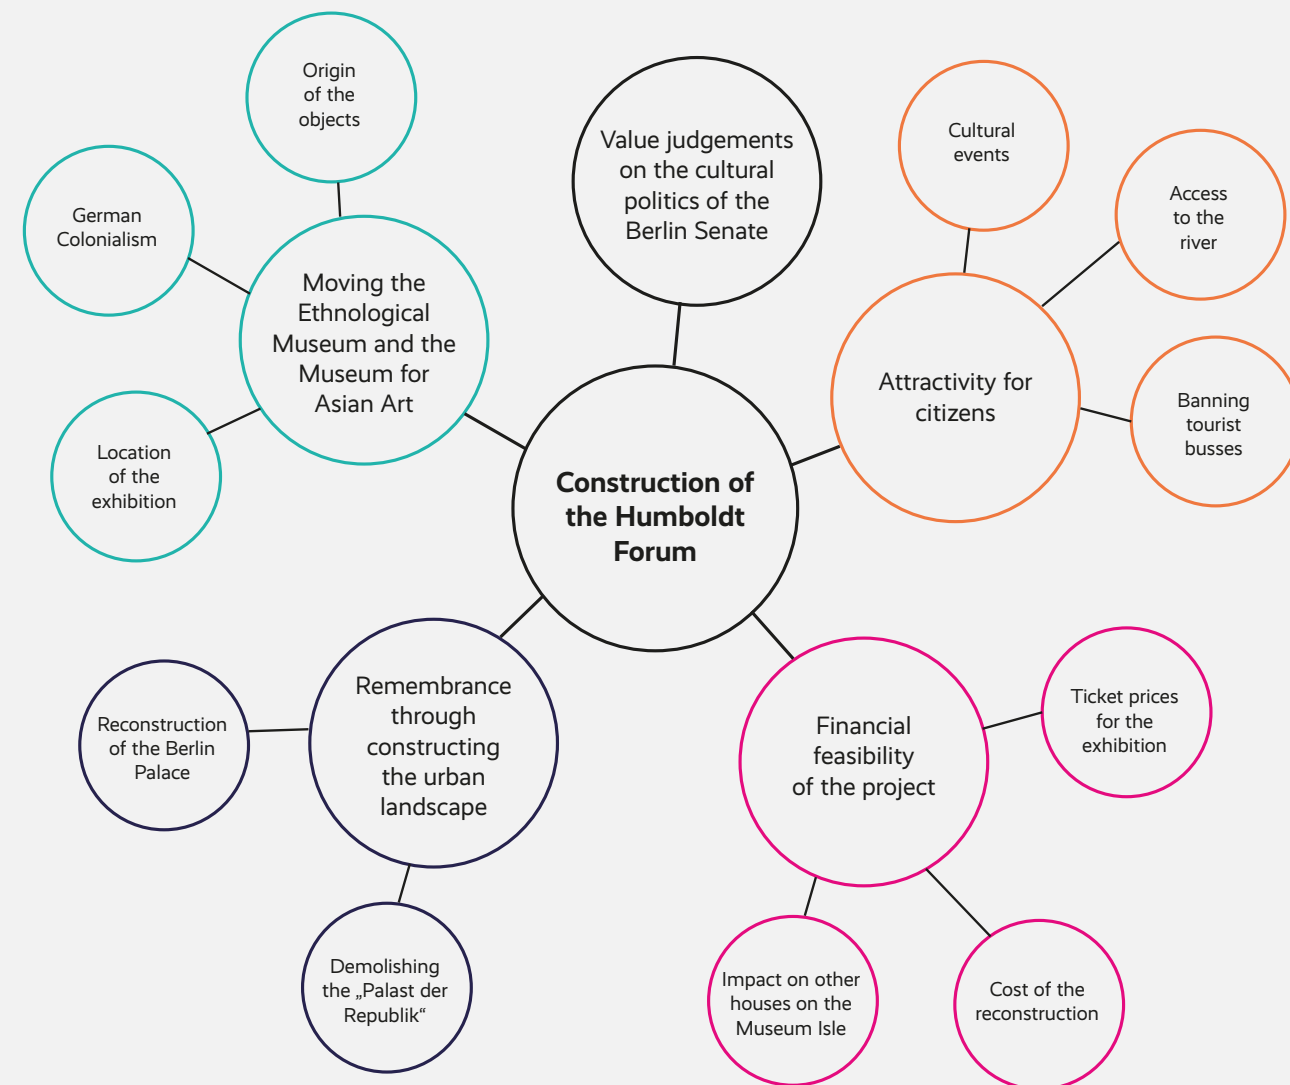 Origin
of the
objects
German
Colonialism
Location
of the
exhibition
Moving the
Ethnological
Museum and the
Museum for
Asian Art
Value judgements
on the cultural
politics of the
Berlin Senate
Cultural
events
Access
to the
river
Banning
tourist
busses
Attractivity for
citizens
Construction of
the Humboldt
Forum
Reconstruction
of the Berlin
Palace
Remembrance
through
constructing
the urban
landscape
Demolishing
the „Palast der
Republik“
Financial
feasibility
of the project
Ticket prices
for the
exhibition
Impact on other
houses on the
Museum Isle
Cost of the
reconstruction